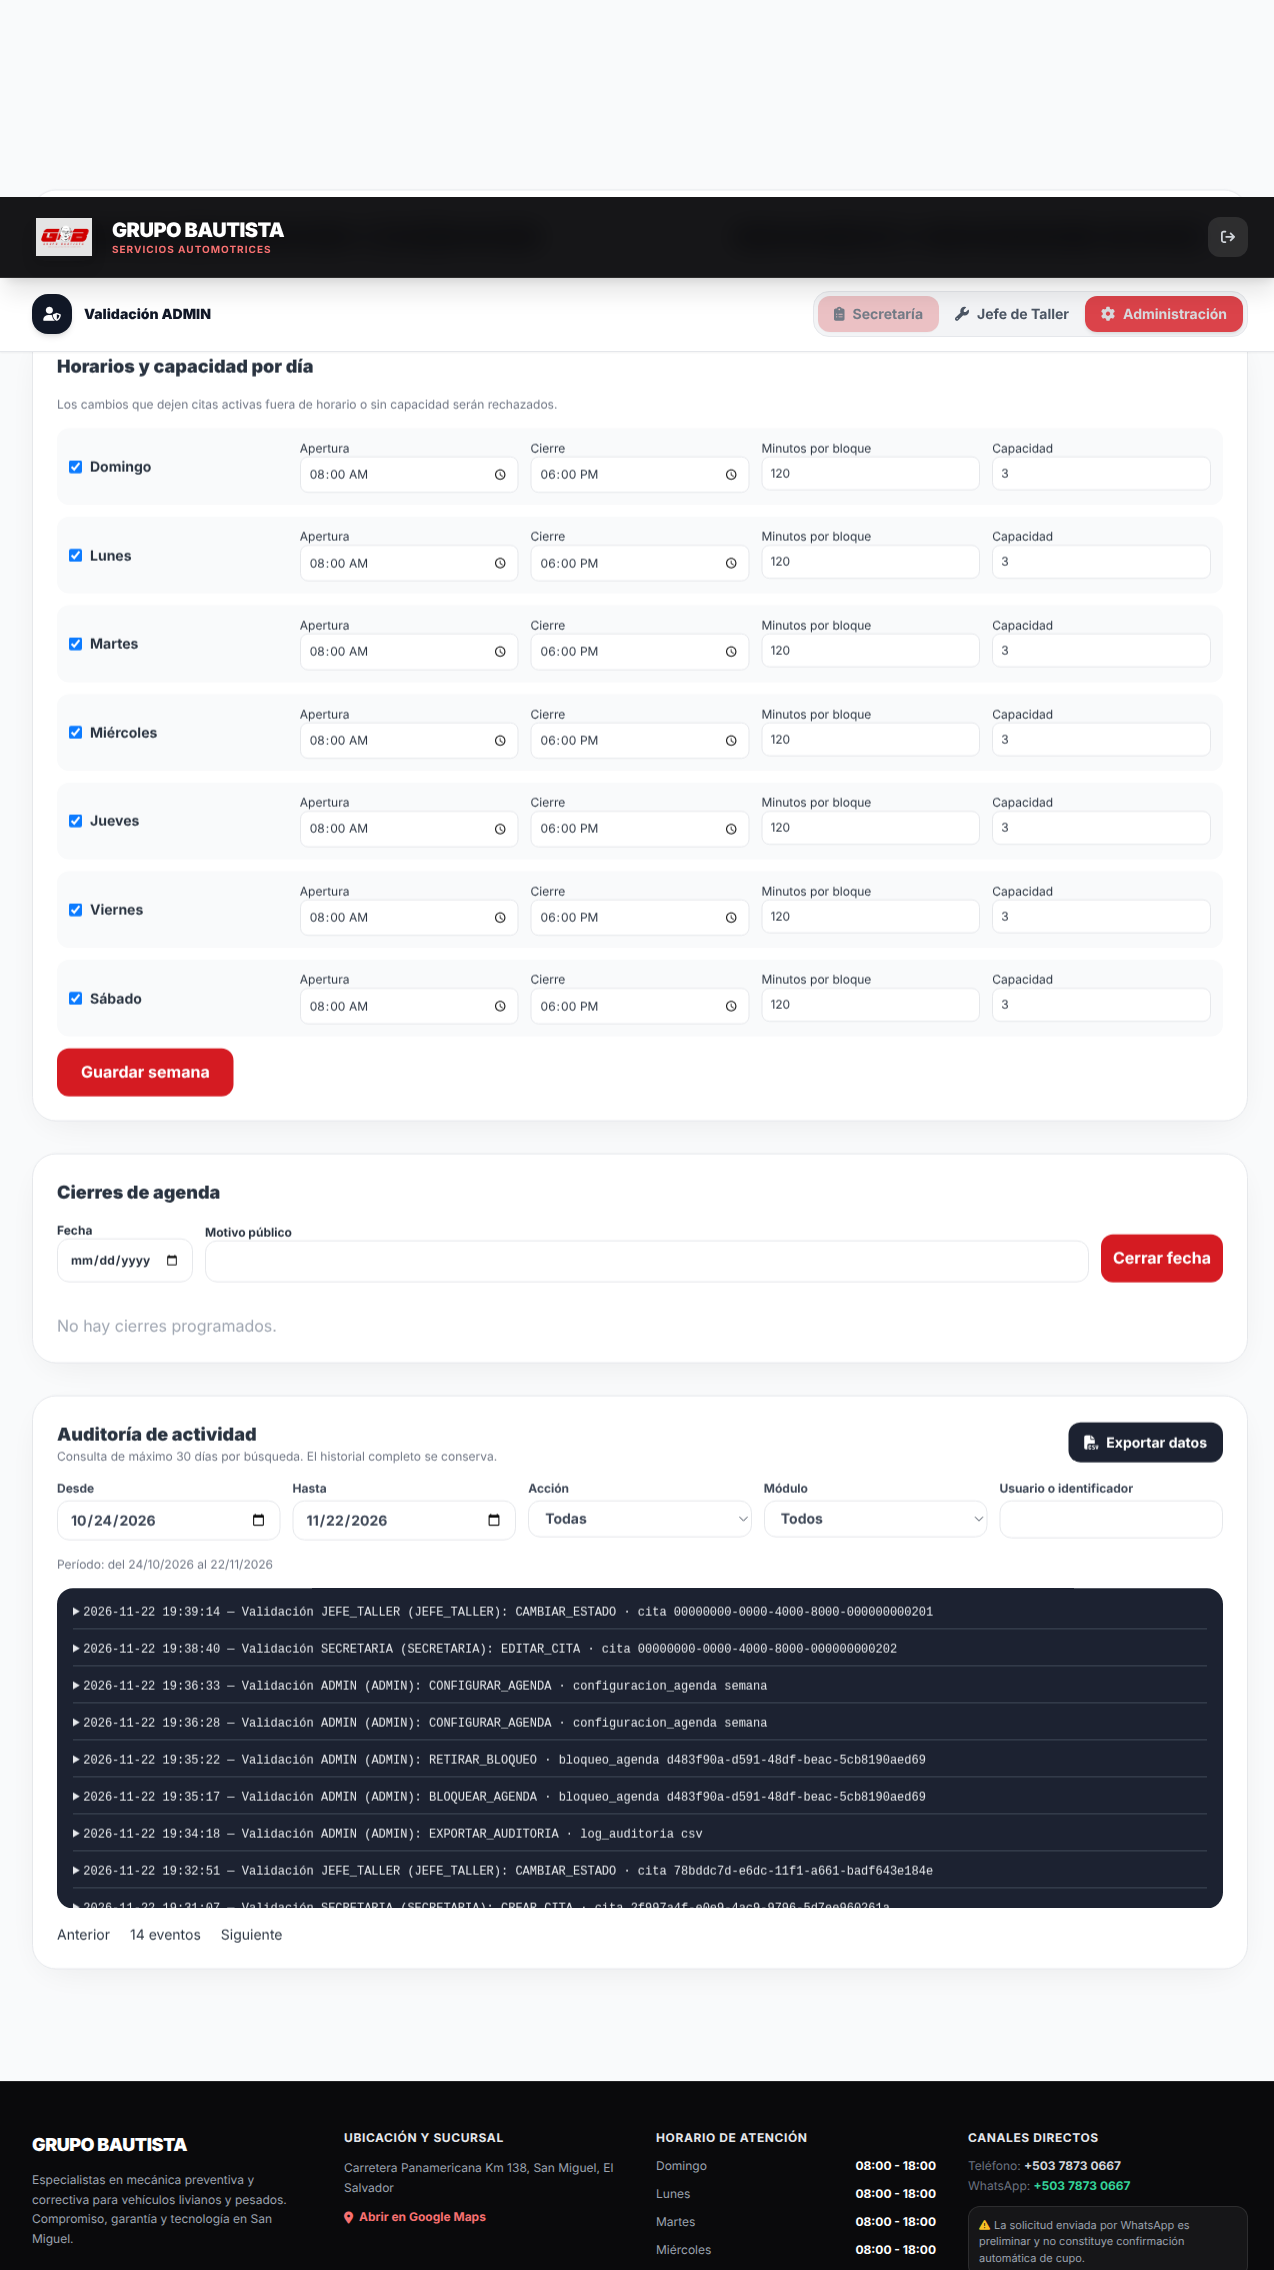 GRUPO BAUTISTA
SERVICIOS AUTOMOTRICES
Validación ADMIN
Secretaría
Jefe de Taller
Administración
Horarios y capacidad por día
Los cambios que dejen citas activas fuera de horario o sin capacidad serán rechazados.
Domingo
Apertura Cierre Minutos por bloque Capacidad
08:00 AM 06:00 PM 120 3
Lunes
Apertura Cierre Minutos por bloque Capacidad
08:00 AM 06:00 PM 120 3
Martes
Apertura Cierre Minutos por bloque Capacidad
08:00 AM 06:00 PM 120 3
Miércoles
Apertura Cierre Minutos por bloque Capacidad
08:00 AM 06:00 PM 120 3
Jueves
Apertura Cierre Minutos por bloque Capacidad
08:00 AM 06:00 PM 120 3
Viernes
Apertura Cierre Minutos por bloque Capacidad
08:00 AM 06:00 PM 120 3
Sábado
Apertura Cierre Minutos por bloque Capacidad
08:00 AM 06:00 PM 120 3
Guardar semana
Cierres de agenda
Fecha Motivo público
mm/dd/yyyy
Cerrar fecha
No hay cierres programados.
Auditoría de actividad
Consulta de máximo 30 días por búsqueda. El historial completo se conserva.
Exportar datos
Desde Hasta Acción Módulo Usuario o identificador
10/24/2026 11/22/2026 Todas Todos
Período: del 24/10/2026 al 22/11/2026
2026-11-22 19:39:14 — Validación JEFE_TALLER (JEFE_TALLER): CAMBIAR_ESTADO · cita 00000000-0000-4000-8000-000000000201
2026-11-22 19:38:40 — Validación SECRETARIA (SECRETARIA): EDITAR_CITA · cita 00000000-0000-4000-8000-000000000202
2026-11-22 19:36:33 — Validación ADMIN (ADMIN): CONFIGURAR_AGENDA · configuracion_agenda semana
2026-11-22 19:36:28 — Validación ADMIN (ADMIN): CONFIGURAR_AGENDA · configuracion_agenda semana
2026-11-22 19:35:22 — Validación ADMIN (ADMIN): RETIRAR_BLOQUEO · bloqueo_agenda d483f90a-d591-48df-beac-5cb8190aed69
2026-11-22 19:35:17 — Validación ADMIN (ADMIN): BLOQUEAR_AGENDA · bloqueo_agenda d483f90a-d591-48df-beac-5cb8190aed69
2026-11-22 19:34:18 — Validación ADMIN (ADMIN): EXPORTAR_AUDITORIA · log_auditoria csv
2026-11-22 19:32:51 — Validación JEFE_TALLER (JEFE_TALLER): CAMBIAR_ESTADO · cita 78bddc7d-e6dc-11f1-a661-badf643e184e
2026-11-22 19:31:07 — Validación SECRETARIA (SECRETARIA): CREAR_CITA · cita
Anterior 14 eventos Siguiente
GRUPO BAUTISTA
Especialistas en mecánica preventiva y
correctiva para vehículos livianos y pesados.
Compromiso, garantía y tecnología en San
Miguel.
UBICACIÓN Y SUCURSAL
Carretera Panamericana Km 138, San Miguel, El
Salvador
Abrir en Google Maps
HORARIO DE ATENCIÓN
Domingo 08:00 - 18:00
Lunes 08:00 - 18:00
Martes 08:00 - 18:00
Miércoles 08:00 - 18:00
CANALES DIRECTOS
Teléfono: +503 7873 0667
WhatsApp: +503 7873 0667
La solicitud enviada por WhatsApp es
preliminar y no constituye confirmación
automática de cupo.